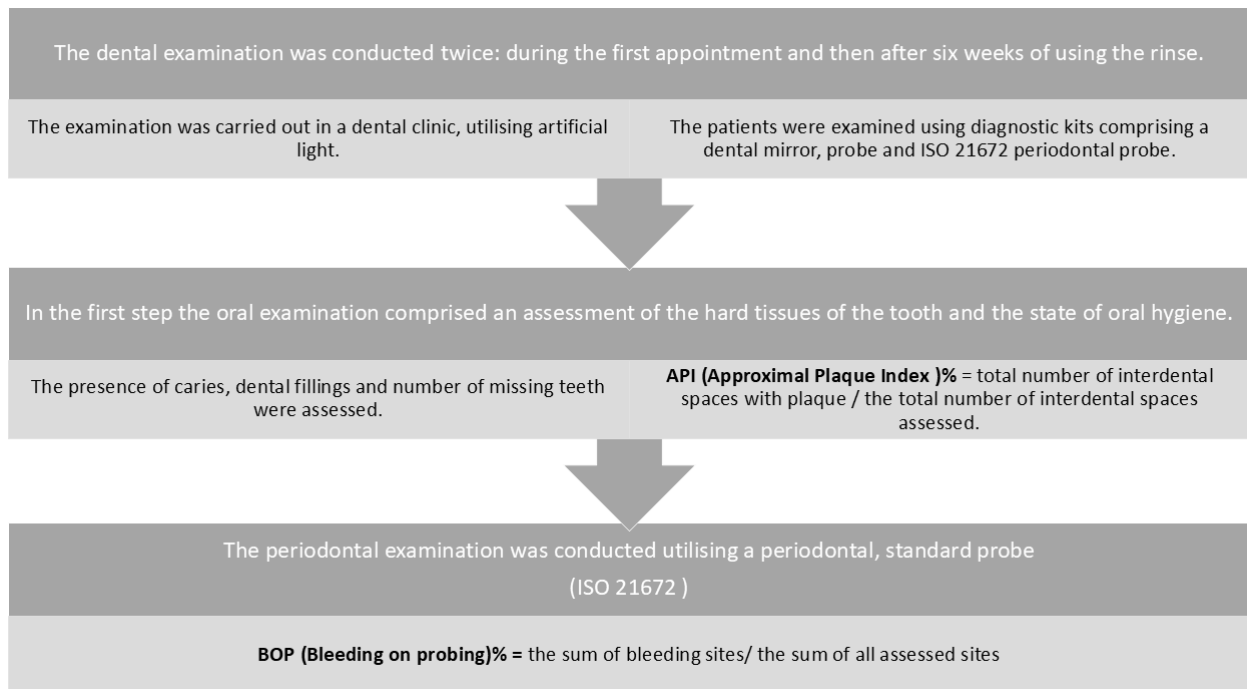 The dental examination was conducted twice: during the first appointment and then after six weeks of using the rinse.
The examination was carried out in a dental clinic, utilising artificial
light.
The patients were examined using diagnostic kits comprising a
dental mirror, probe and ISO 21672 periodontal probe.
In the first step the oral examination comprised an assessment of the hard tissues of the tooth and the state of oral hygiene.
The presence of caries, dental fillings and number of missing teeth
were assessed.
API (Approximal Plaque Index )% = total number of interdental
spaces with plaque / the total number of interdental spaces
assessed.
The periodontal examination was conducted utilising a periodontal, standard probe
(ISO 21672 )
BOP (Bleeding on probing)% = the sum of bleeding sites/ the sum of all assessed sites